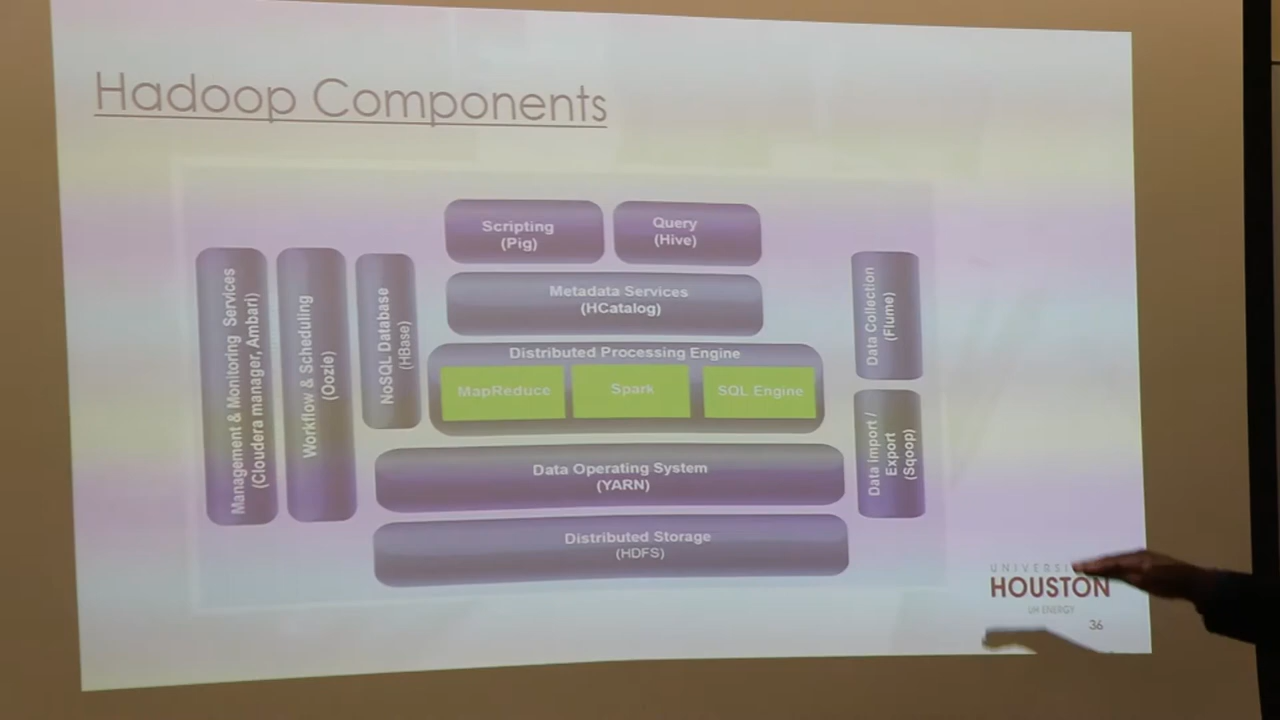 Hadoop Components
Scripting
(Pig)
Query
(Hive)
Management & Monitoring Services
(Cloudera manager, Ambari)
Workflow & Scheduling
(Oozie)
NoSQL Database
(HBase)
Metadata Services
(HCatalog)
Data Collection
(Flume)
Distributed Processing Engine
MapReduce
Spark
SQL Engine
Data Import /
Export
(Sqoop)
Data Operating System
(YARN)
Distributed Storage
(HDFS)
HOUSTON
UH ENERGY
36